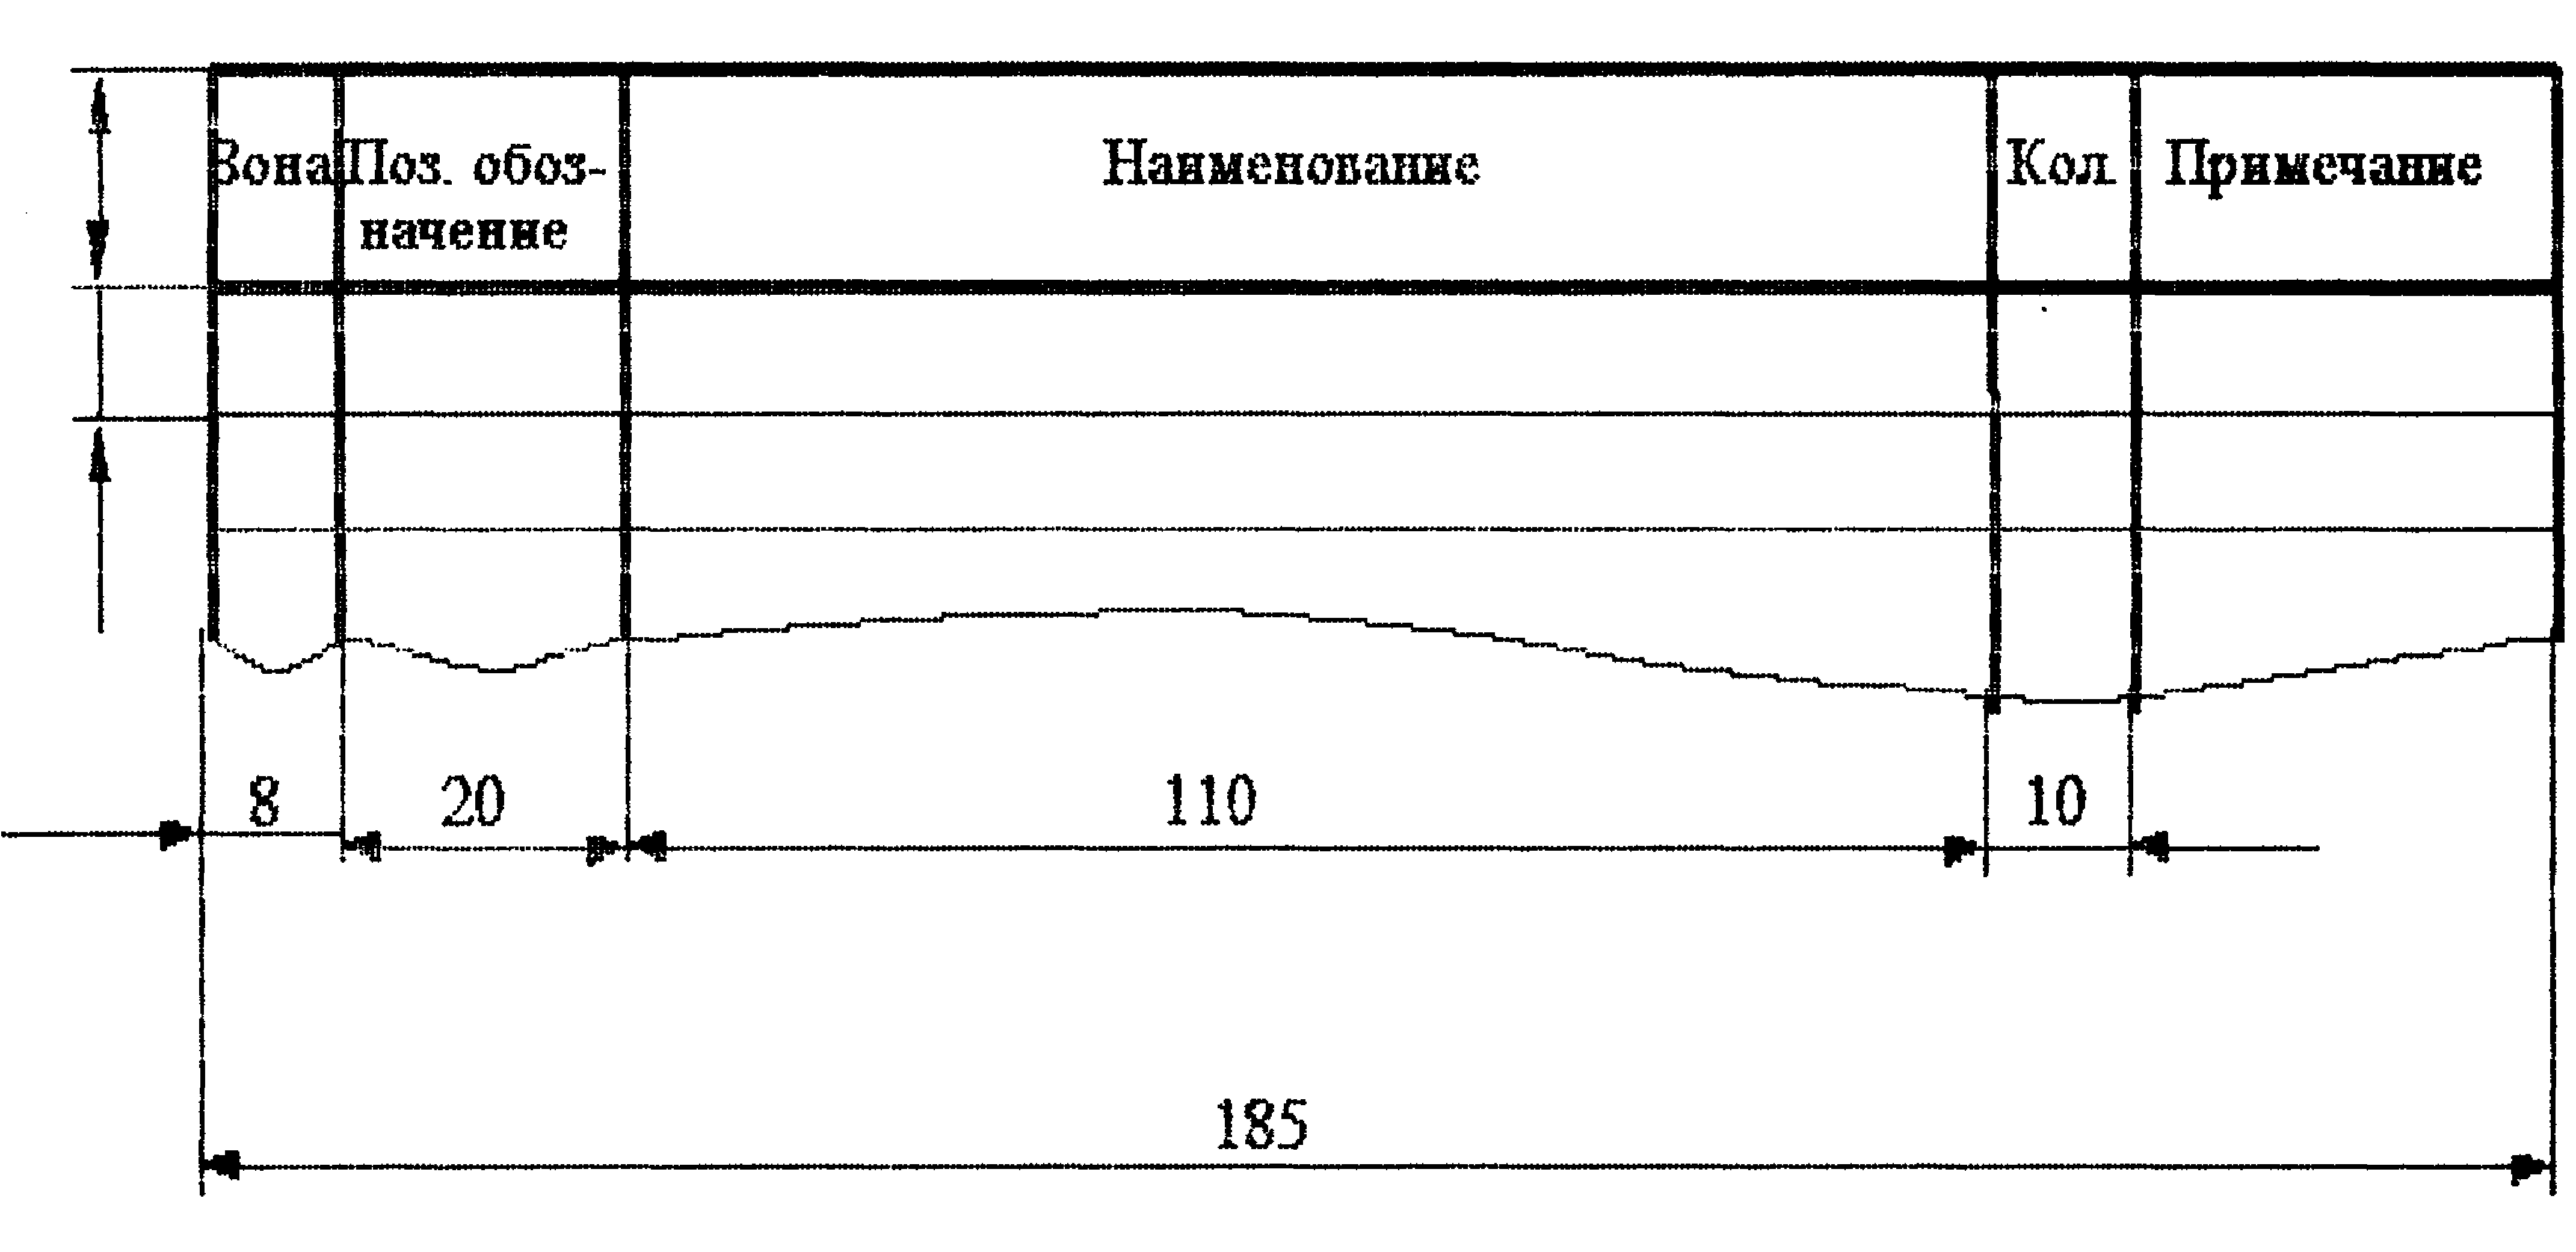 Зона Поз. обоз- Наименование Кол. Примечание
начение
8 20 110 10
185